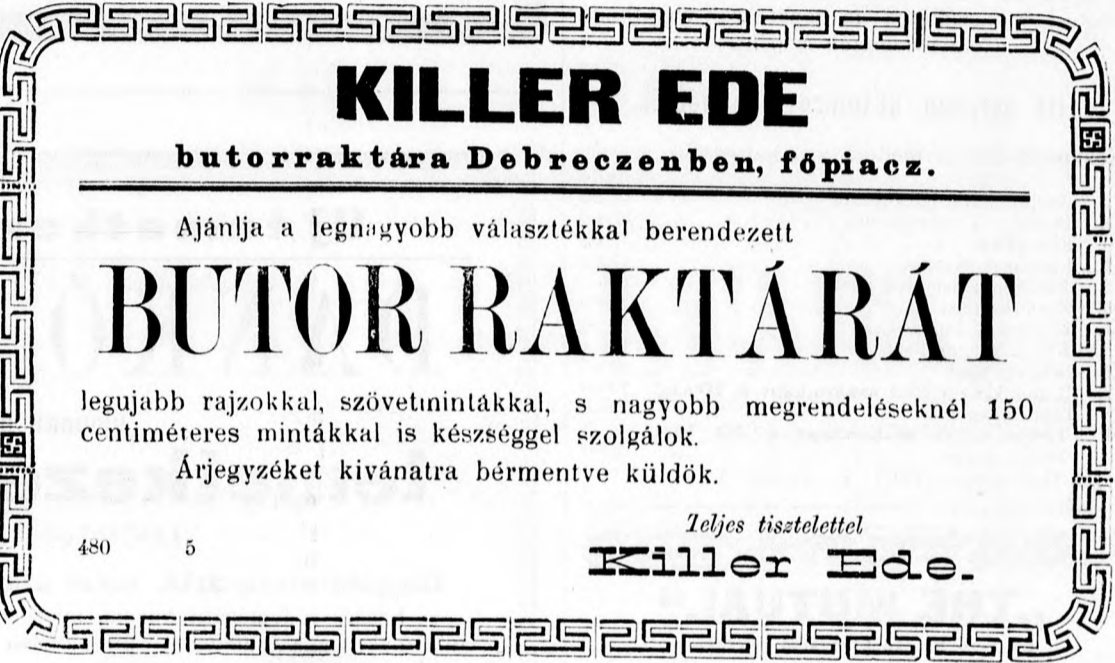 KILLER EDE
butorraktára Debreczenben, főpiacz.
Ajánlja a legnagyobb választékkal berendezett
BUTOR RAKTÁRÁT
legujabb rajzokkal, szövetmintákkal, s nagyobb megrendeléseknél 150
centiméteres mintákkal is készséggel szolgálok.
Árjegyzéket kivánatra bérmentve küldök.
Teljes tisztelettel
480 5
Killer Ede.